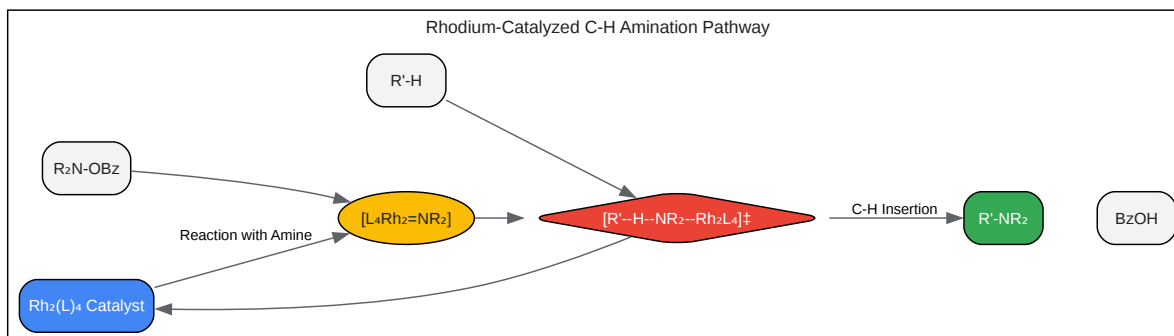 Rhodium-Catalyzed C-H Amination Pathway
R'-H
R₂N-OBz
[L₄Rh₂=NR₂]
[R'--H--NR₂--Rh₂L₄]‡
C-H Insertion
R'-NR₂
BzOH
Reaction with Amine
Rh₂(L)₄ Catalyst